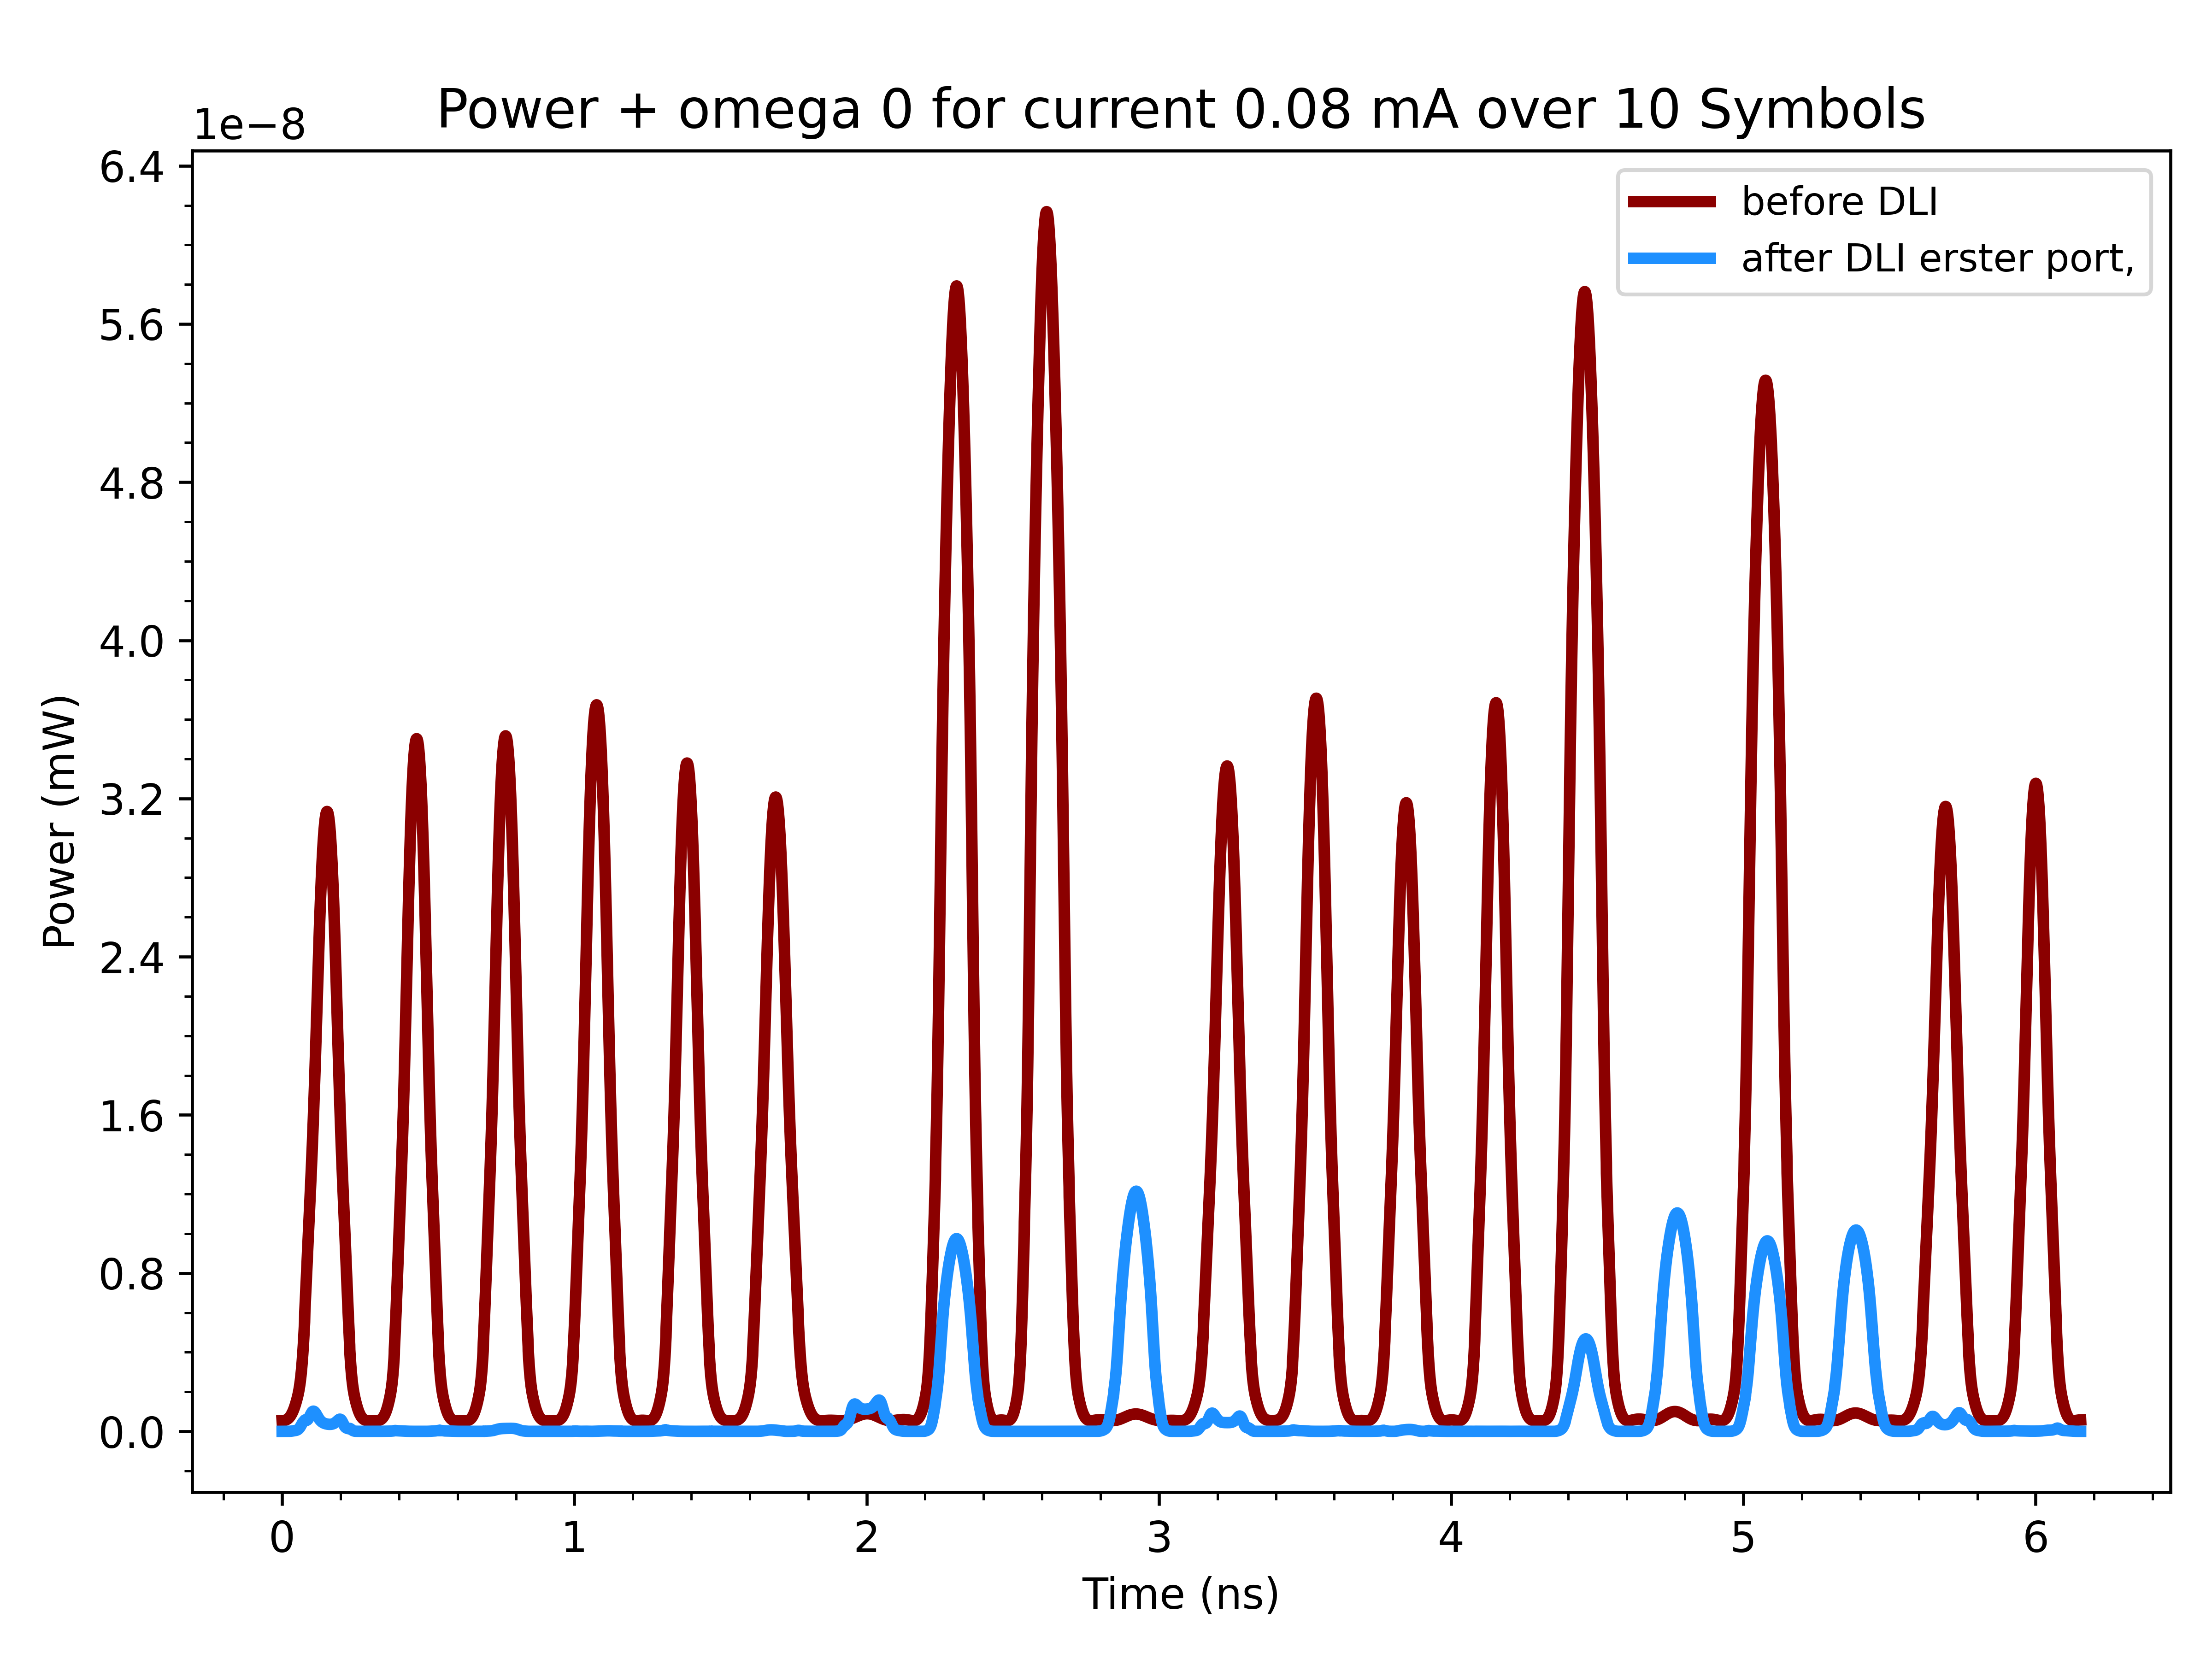 Power + omega 0 for current 0.08 mA over 10 Symbols
1e−8
before DLI
after DLI erster port,
6.4
5.6
4.8
4.0
3.2
2.4
1.6
0.8
0.0
Power (mW)
0 1 2 3 4 5 6
Time (ns)